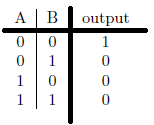 A B output
0 0 1
0 1 0
1 0 0
1 1 0